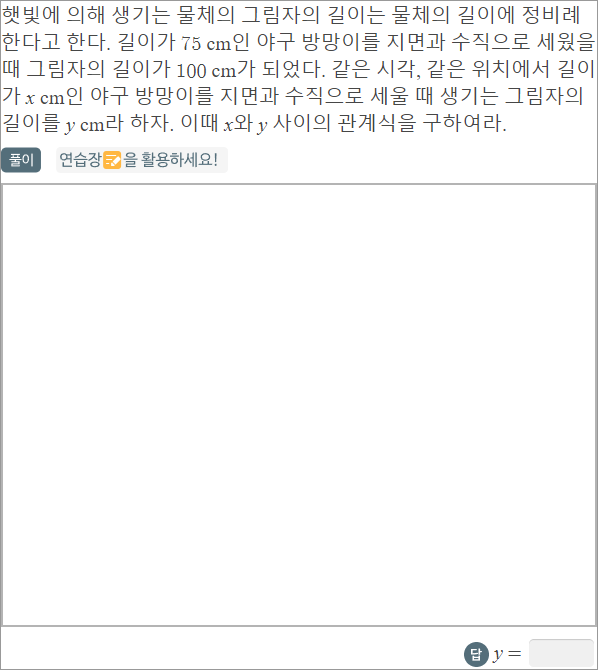 햇빛에 의해 생기는 물체의 그림자의 길이는 물체의 길이에 정비례
한다고 한다. 길이가 75 cm인 야구 방망이를 지면과 수직으로 세웠을
때 그림자의 길이가 100 cm가 되었다. 같은 시각, 같은 위치에서 길이
가 x cm인 야구 방망이를 지면과 수직으로 세울 때 생기는 그림자의
길이를 y cm라 하자. 이때 x와 y 사이의 관계식을 구하여라.
풀이 연습장을 활용하세요!
답 y =